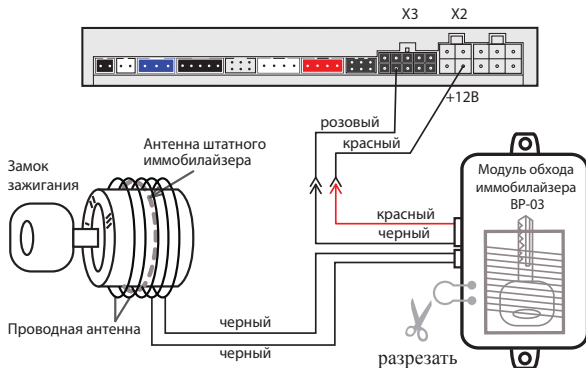 X3
X2
+12В
розовый
красный
Антенна штатного
иммобилайзера
Замок
зажигания
Модуль обхода
иммобилайзера
BP-03
красный
черный
Проводная антенна
черный
черный
разрезать